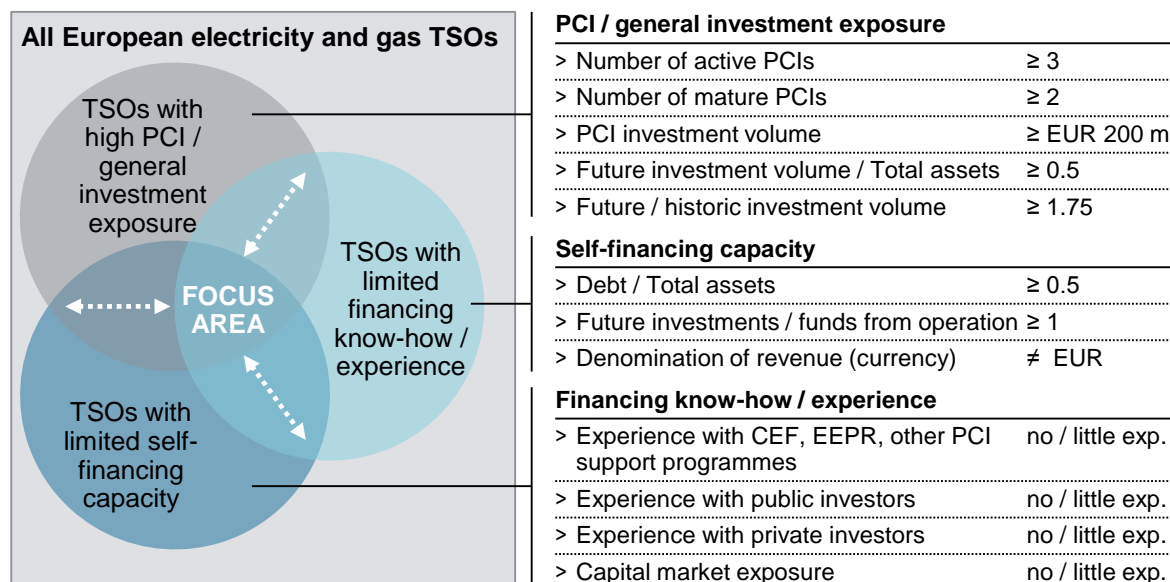 All European electricity and gas TSOs
TSOs with
high PCI /
general
investment
exposure
TSOs with
limited
financing
know-how /
experience
FOCUS
AREA
TSOs with
limited self-
financing
capacity
PCI / general investment exposure
> Number of active PCIs ≥ 3
> Number of mature PCIs ≥ 2
> PCI investment volume ≥ EUR 200 m
> Future investment volume / Total assets ≥ 0.5
> Future / historic investment volume ≥ 1.75
Self-financing capacity
> Debt / Total assets ≥ 0.5
> Future investments / funds from operation ≥ 1
> Denomination of revenue (currency) ≠ EUR
Financing know-how / experience
> Experience with CEF, EEPR, other PCI no / little exp.
support programmes
> Experience with public investors no / little exp.
> Experience with private investors no / little exp.
> Capital market exposure no / little exp.